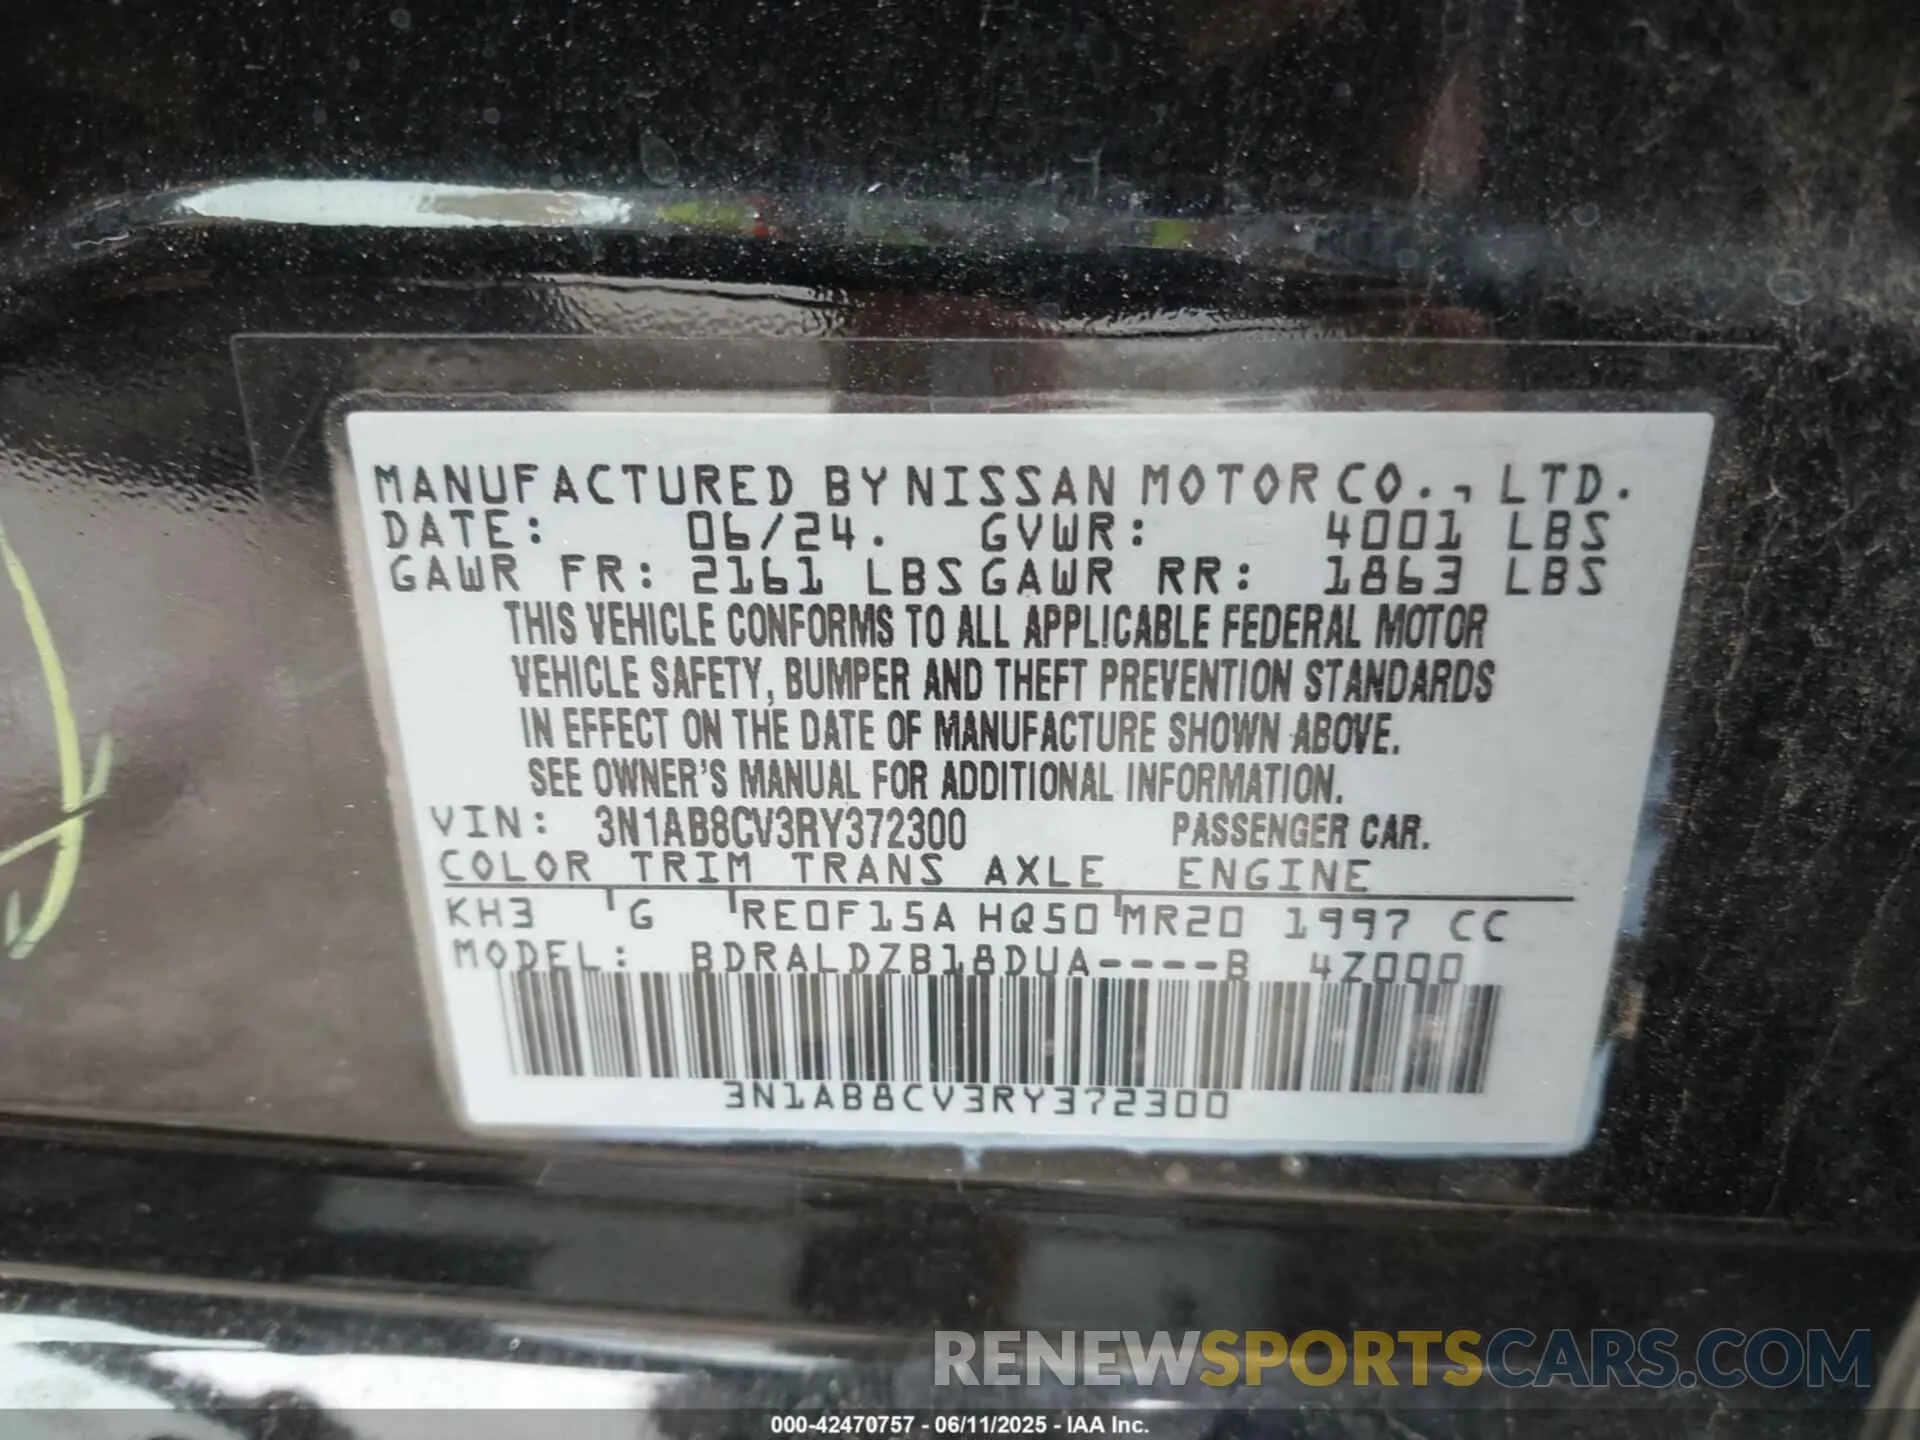 MANUFACTURED BY NISSAN MOTOR CO., LTD.
DATE: 06/24. GVWR: 4001 LBS
GAWR FR: 2161 LBS GAWR RR: 1863 LBS
THIS VEHICLE CONFORMS TO ALL APPLICABLE FEDERAL MOTOR
VEHICLE SAFETY, BUMPER AND THEFT PREVENTION STANDARDS
IN EFFECT ON THE DATE OF MANUFACTURE SHOWN ABOVE.
SEE OWNER'S MANUAL FOR ADDITIONAL INFORMATION.
VIN: 3N1AB8CV3RY372300 PASSENGER CAR.
COLOR TRIM TRANS AXLE ENGINE
KH3 G RE0F15A HQ50 MR20 1997 CC
MODEL: BDRALDZB18DUA----B 4Z000
3N1AB8CV3RY372300
RENEWSPORTSCARS.COM
000-42470757 - 06/11/2025 - IAA Inc.